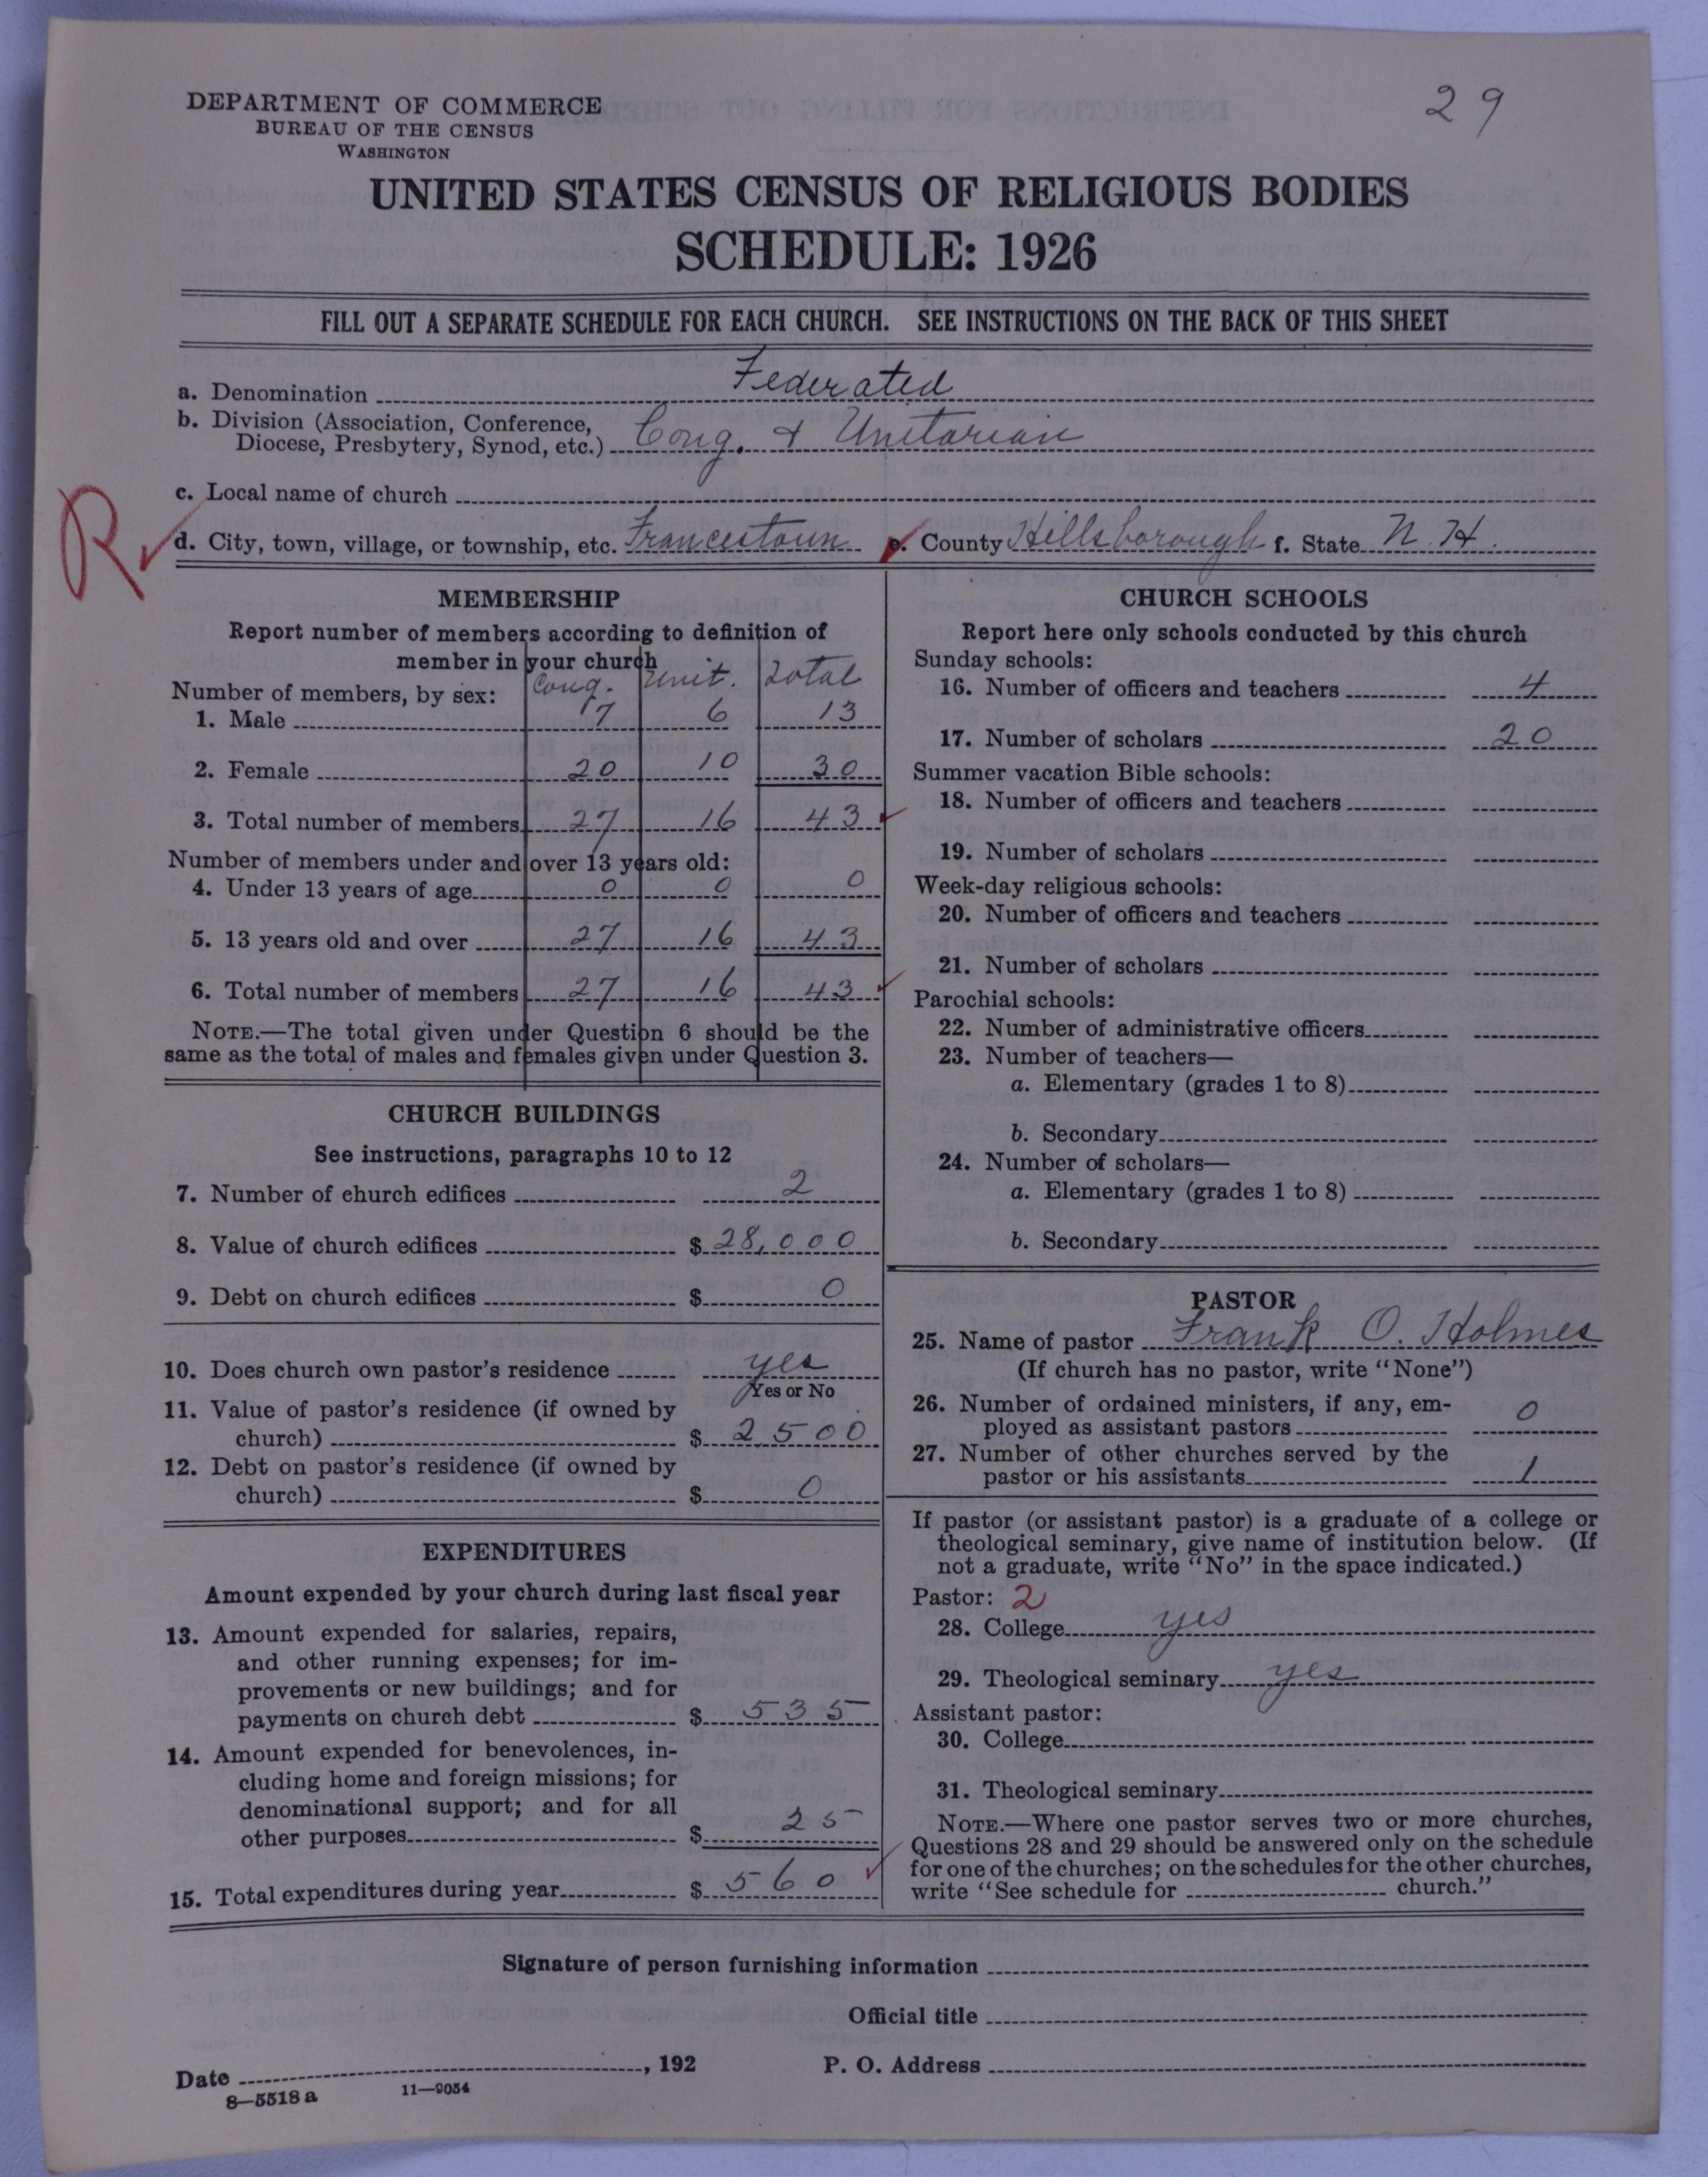 29
DEPARTMENT OF COMMERCE
BUREAU OF THE CENSUS
WASHINGTON
UNITED STATES CENSUS OF RELIGIOUS BODIES
SCHEDULE: 1926
FILL OUT A SEPARATE SCHEDULE FOR EACH CHURCH. SEE INSTRUCTIONS ON THE BACK OF THIS SHEET
a. Denomination Federated
b. Division (Association, Conference,
Diocese, Presbytery, Synod, etc.) Cong. & Unitarian
c. Local name of church
R
d. City, town, village, or township, etc. Francestown e. County Hillsborough f. State N. H.
MEMBERSHIP
Report number of members according to definition of
member in your church
Cong. Unit. Total
Number of members, by sex:
1. Male 7 6 13
2. Female 20 10 30
3. Total number of members 27 16 43
Number of members under and over 13 years old:
4. Under 13 years of age 0 0 0
5. 13 years old and over 27 16 43
6. Total number of members 27 16 43
NOTE.—The total given under Question 6 should be the
same as the total of males and females given under Question 3.
CHURCH BUILDINGS
See instructions, paragraphs 10 to 12
7. Number of church edifices 2
8. Value of church edifices $ 28,000
9. Debt on church edifices $ 0
10. Does church own pastor's residence yes
Yes or No
11. Value of pastor's residence (if owned by
church) $ 2500
12. Debt on pastor's residence (if owned by
church) $ 0
EXPENDITURES
Amount expended by your church during last fiscal year
13. Amount expended for salaries, repairs,
and other running expenses; for im-
provements or new buildings; and for
payments on church debt $ 535
14. Amount expended for benevolences, in-
cluding home and foreign missions; for
denominational support; and for all
other purposes $ 25
15. Total expenditures during year $ 560
CHURCH SCHOOLS
Report here only schools conducted by this church
Sunday schools:
16. Number of officers and teachers 4
17. Number of scholars 20
Summer vacation Bible schools:
18. Number of officers and teachers
19. Number of scholars
Week-day religious schools:
20. Number of officers and teachers
21. Number of scholars
Parochial schools:
22. Number of administrative officers
23. Number of teachers—
a. Elementary (grades 1 to 8)
b. Secondary
24. Number of scholars—
a. Elementary (grades 1 to 8)
b. Secondary
PASTOR
25. Name of pastor Frank O. Holmes
(If church has no pastor, write "None")
26. Number of ordained ministers, if any, em-
ployed as assistant pastors 0
27. Number of other churches served by the
pastor or his assistants 1
If pastor (or assistant pastor) is a graduate of a college or
theological seminary, give name of institution below. (If
not a graduate, write "No" in the space indicated.)
Pastor: 2
28. College yes
29. Theological seminary yes
Assistant pastor:
30. College
31. Theological seminary
NOTE.—Where one pastor serves two or more churches,
Questions 28 and 29 should be answered only on the schedule
for one of the churches; on the schedules for the other churches,
write "See schedule for church."
Signature of person furnishing information
Official title
Date , 192 P. O. Address
8—5518 a 11—9054